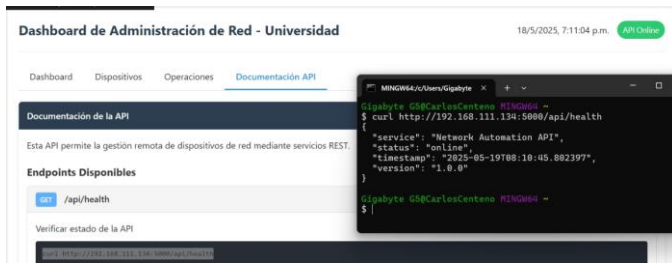 Dashboard de Administración de Red - Universidad
18/5/2025, 7:11:04 p.m.
API Online
Dashboard
Dispositivos
Operaciones
Documentación API
Documentación de la API
Esta API permite la gestión remota de dispositivos de red mediante servicios REST.
Endpoints Disponibles
GET /api/health
Verificar estado de la API
curl http://192.168.111.134:5000/api/health
MINGW64:/c/Users/Gigabyte
Gigabyte G5@CarlosCenteno MINGW64 ~
$ curl http://192.168.111.134:5000/api/health
{
"service": "Network Automation API",
"status": "online",
"timestamp": "2025-05-19T08:10:45.802397",
"version": "1.0.0"
}
Gigabyte G5@CarlosCenteno MINGW64 ~
$